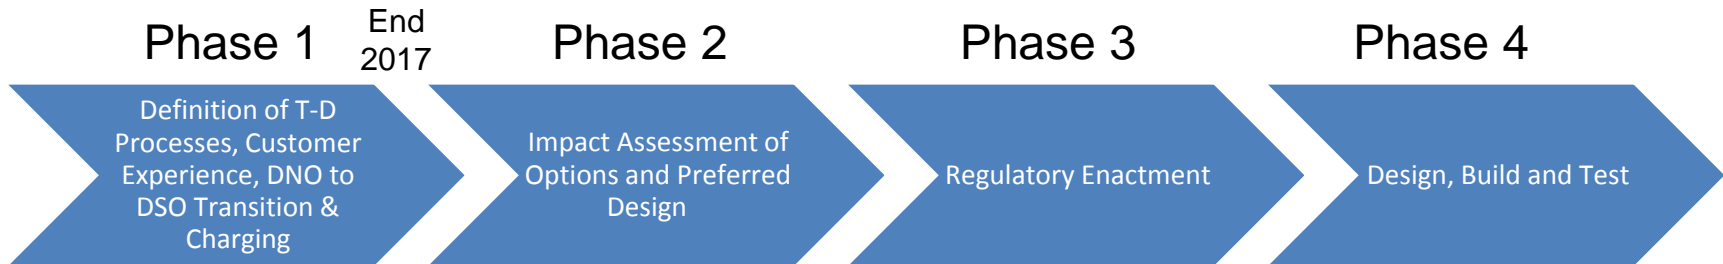 Phase 1
End
2017
Phase 2
Phase 3
Phase 4
Definition of T-D
Processes, Customer
Experience, DNO to
DSO Transition &
Charging
Impact Assessment of
Options and Preferred
Design
Regulatory Enactment
Design, Build and Test